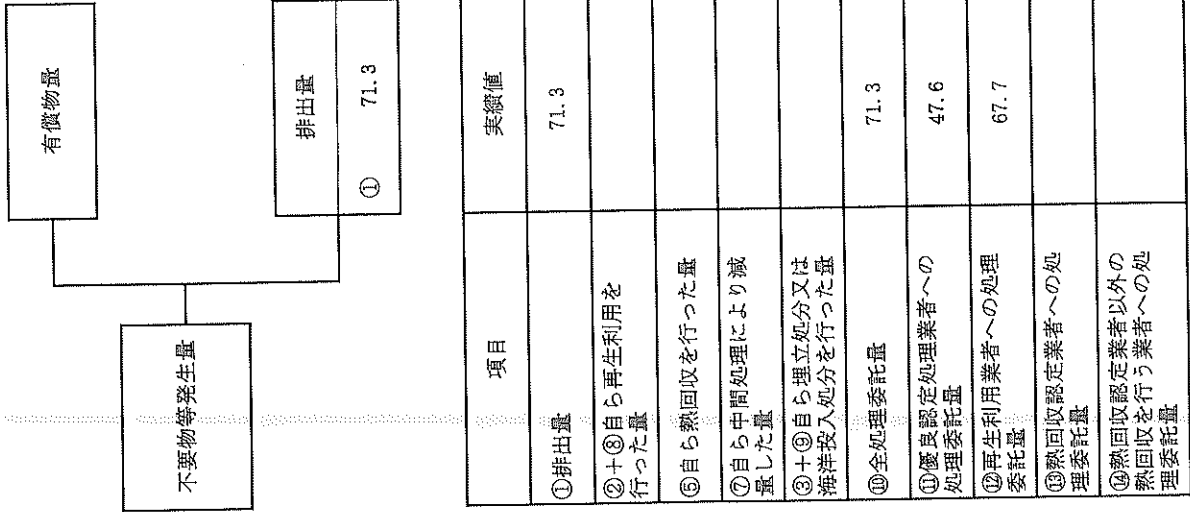 有償物量
不要物等発生量
排出量
① 71.3
項目 実績値
①排出量 71.3
②+⑧自ら再生利用を
行った量
⑤自ら熱回収を行った量
⑦自ら中間処理により減
量した量
③+⑨自ら埋立処分又は
海洋投入処分を行った量
⑩全処理委託量 71.3
⑪優良認定処理業者への
処理委託量 47.6
⑫再生利用業者への処理
委託量 67.7
⑬熱回収認定業者への処
理委託量
⑭熱回収認定業者以外の
熱回収を行う業者への処
理委託量